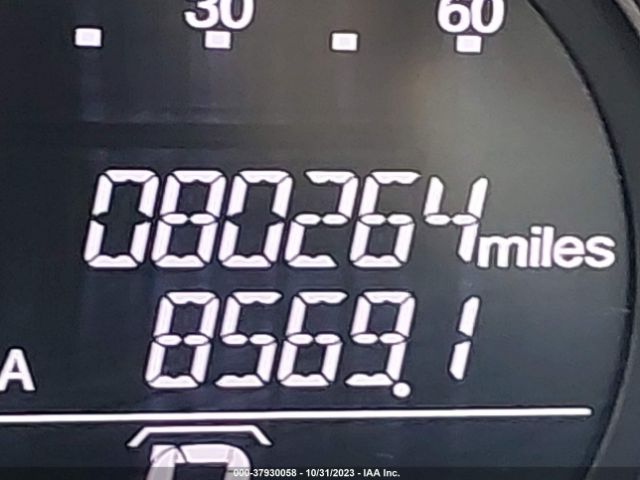 30 60
080264 miles
A 8569.1
000-37930058 - 10/31/2023 - IAA Inc.